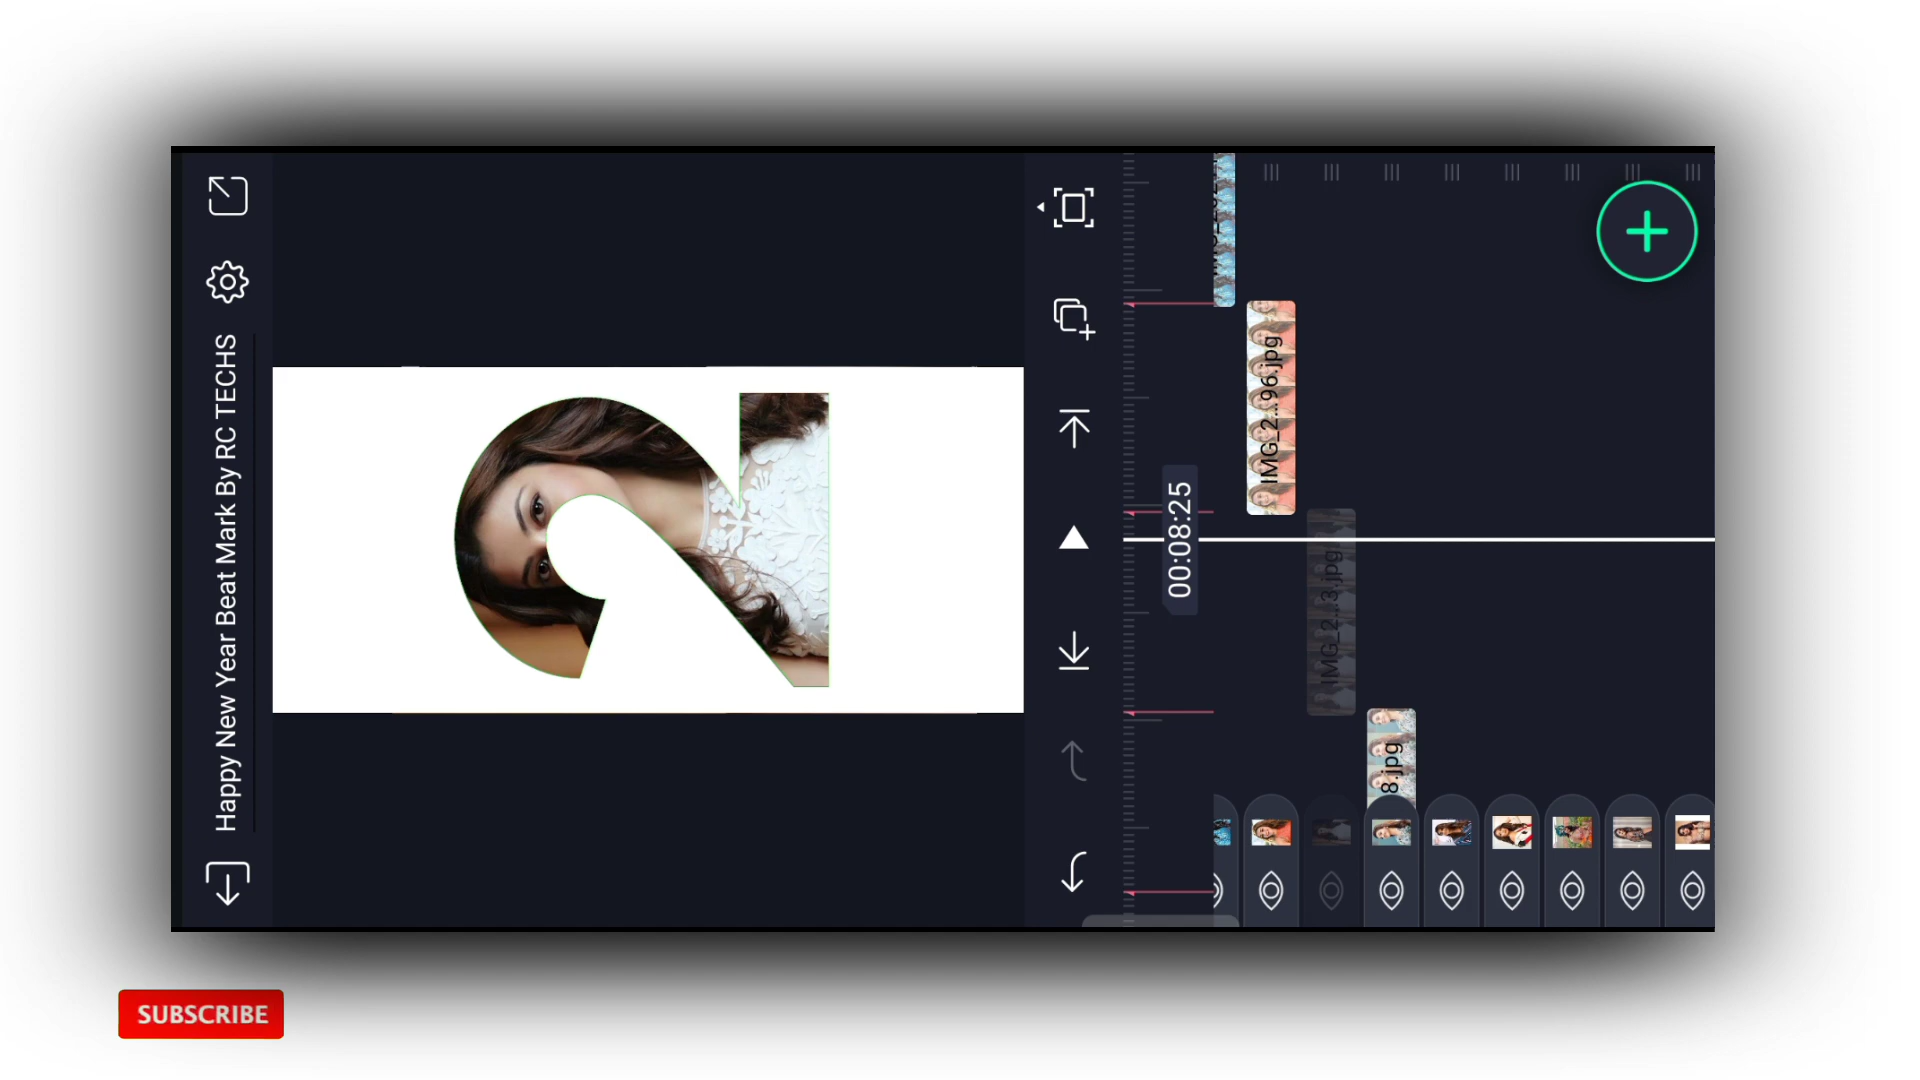 Happy New Year Beat Mark By RC TECHS
2
00:08:25
IMG_2...96.jpg
IMG_2...3.jpg
8.jpg
SUBSCRIBE